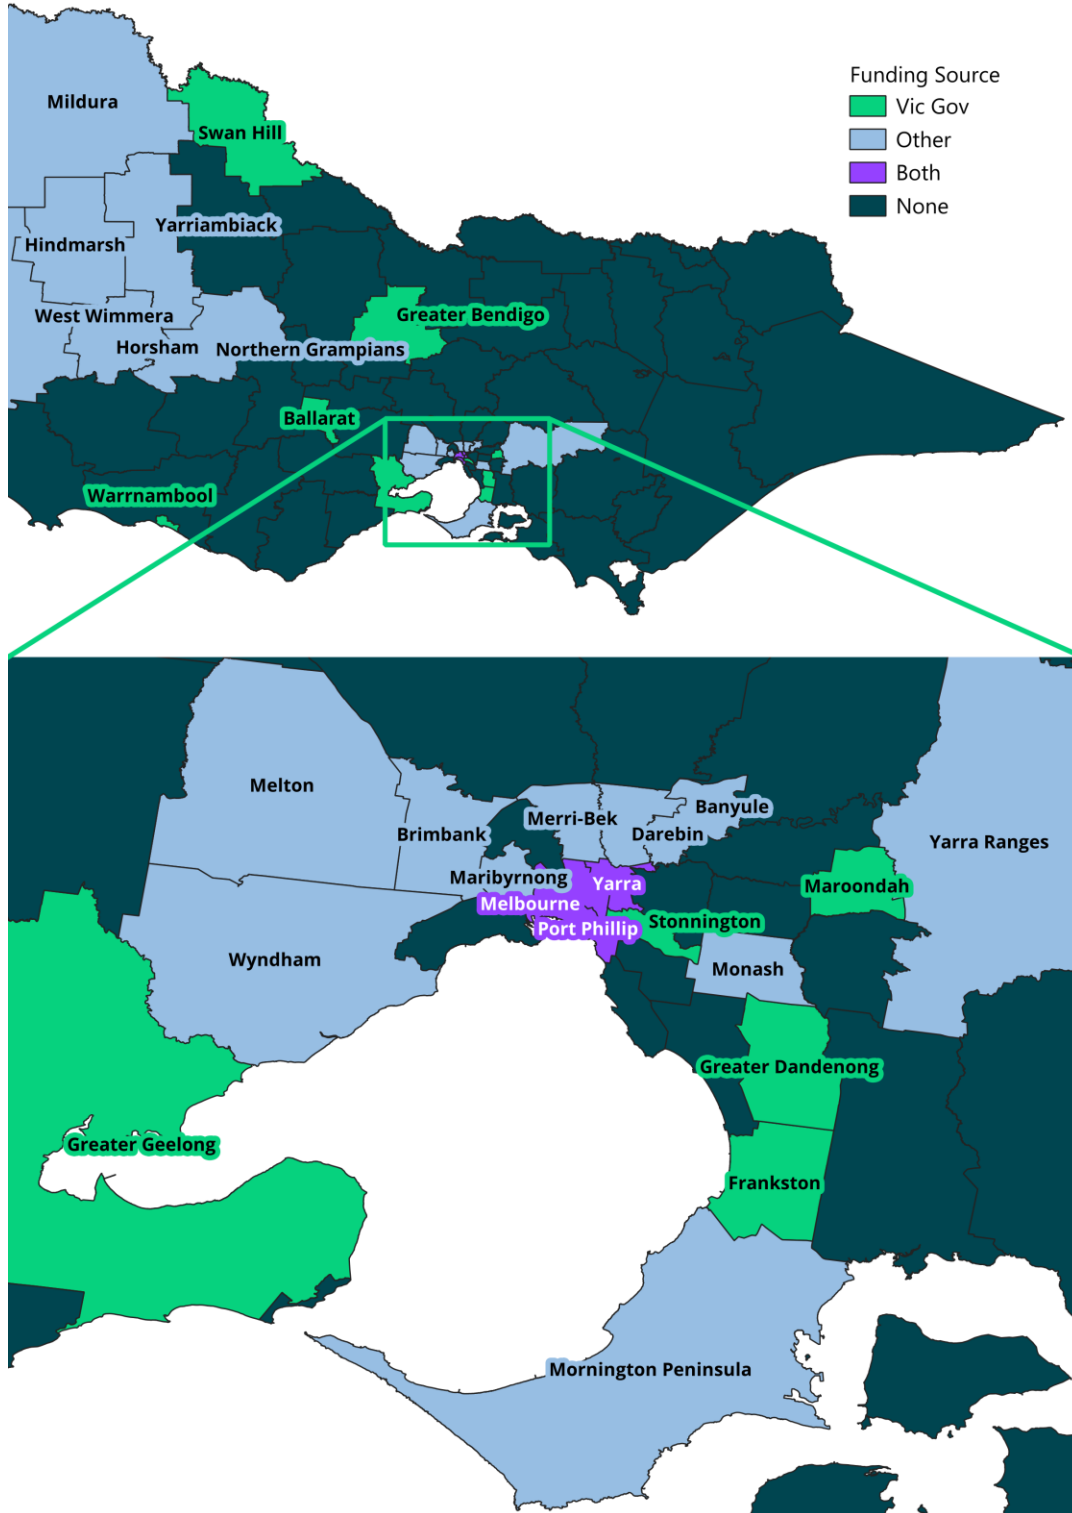 Funding Source
Vic Gov
Other
Both
None
Mildura
Swan Hill
Yarriambiack
Hindmarsh
West Wimmera
Horsham
Northern Grampians
Greater Bendigo
Ballarat
Warrnambool
Melton
Brimbank
Merri-Bek
Darebin
Banyule
Yarra Ranges
Maribyrnong
Melbourne
Yarra
Port Phillip
Stonnington
Maroondah
Wyndham
Monash
Greater Dandenong
Greater Geelong
Frankston
Mornington Peninsula